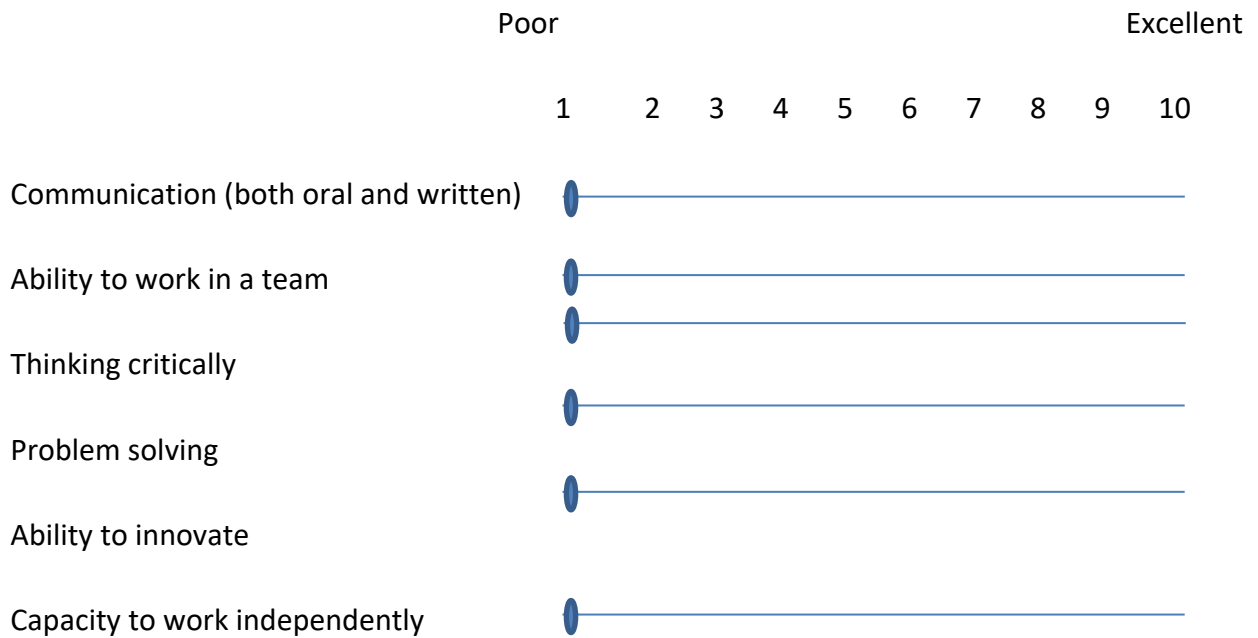 Poor Excellent
1 2 3 4 5 6 7 8 9 10
Communication (both oral and written)
Ability to work in a team
Thinking critically
Problem solving
Ability to innovate
Capacity to work independently